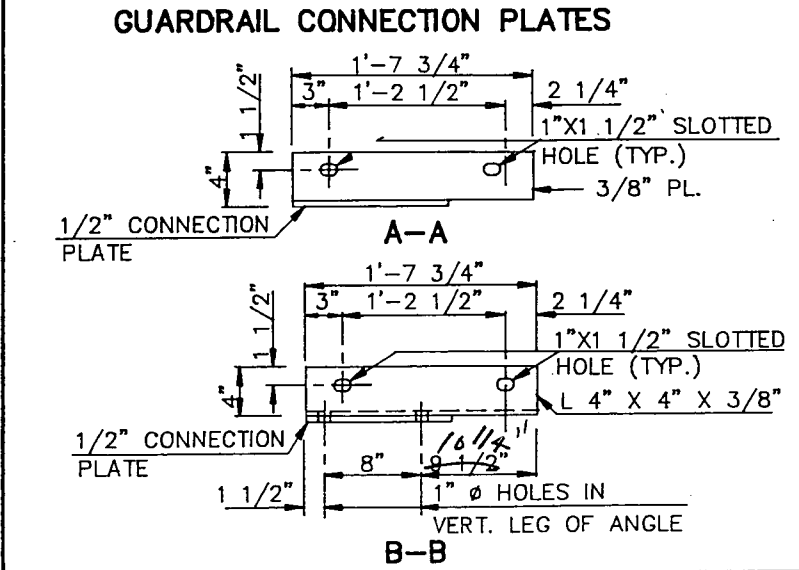 GUARDRAIL CONNECTION PLATES
1'-7 3/4"
1 1/2"
3"
1'-2 1/2"
2 1/4"
1"X1 1/2" SLOTTED
HOLE (TYP.)
4"
3/8" PL.
1/2" CONNECTION
PLATE
A-A
1'-7 3/4"
1 1/2"
3"
1'-2 1/2"
2 1/4"
1"X1 1/2" SLOTTED
HOLE (TYP.)
4"
L 4" X 4" X 3/8"
1/2" CONNECTION
PLATE
10 1/4"
8"
9 1/2"
1 1/2"
1" ø HOLES IN
VERT. LEG OF ANGLE
B-B